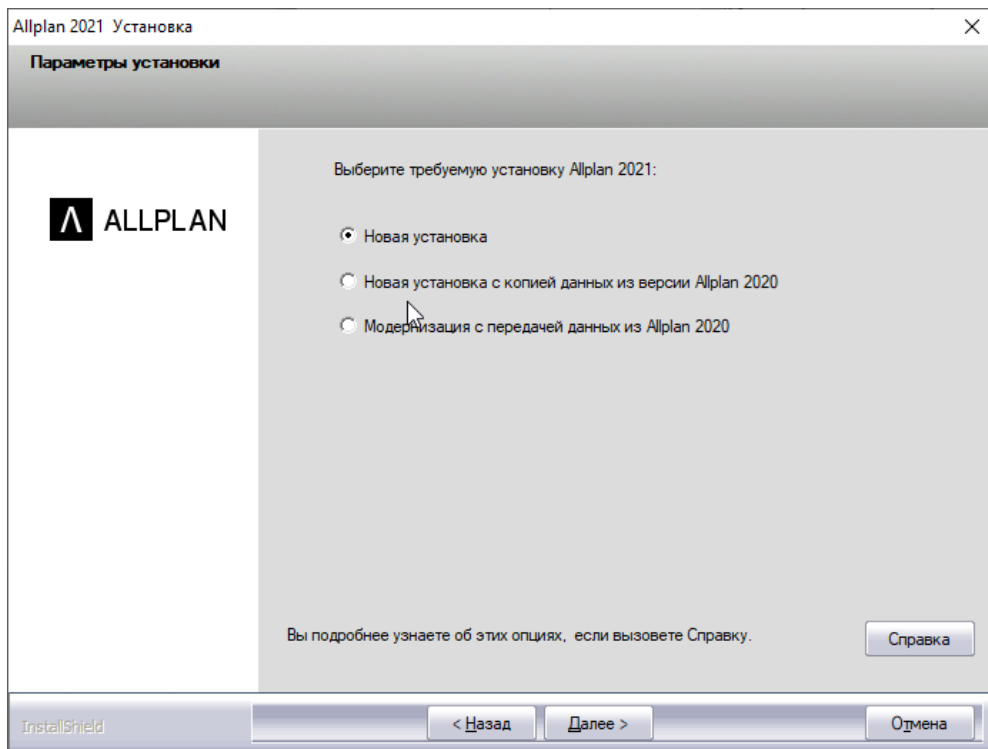 Allplan 2021 Установка
Параметры установки
ALLPLAN
Выберите требуемую установку Allplan 2021:
Новая установка
Новая установка с копией данных из версии Allplan 2020
Модернизация с передачей данных из Allplan 2020
Вы подробнее узнаете об этих опциях, если вызовете Справку.
Справка
InstallShield
< Назад
Далее >
Отмена